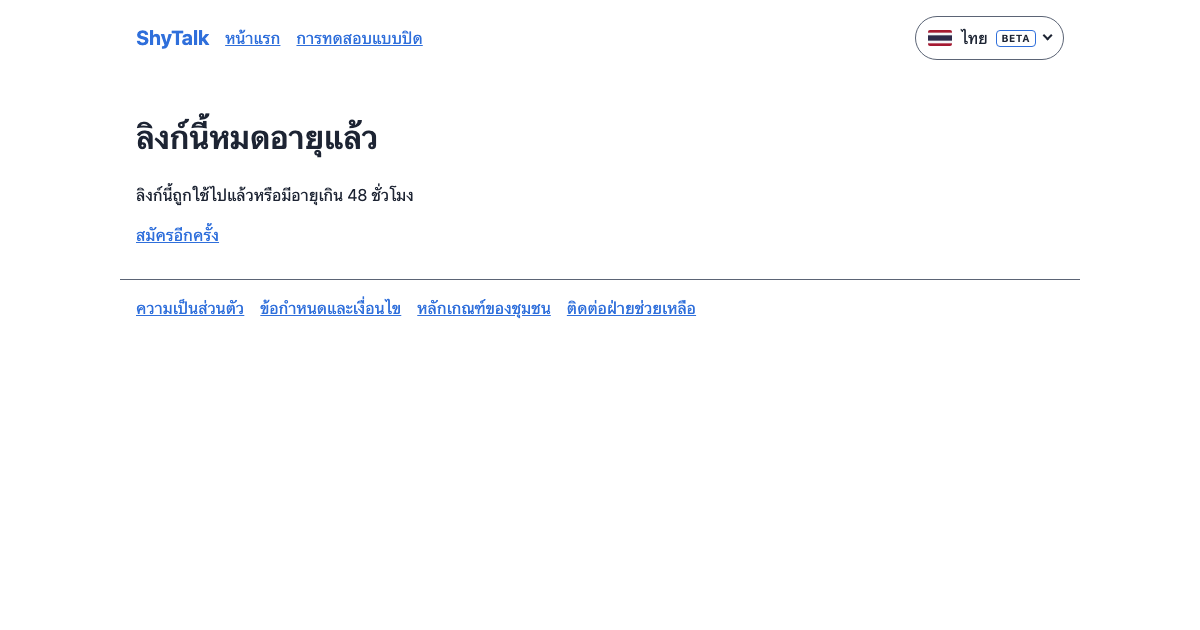 ShyTalk หน้าแรก การทดสอบแบบปิด ไทย BETA
ลิงก์นี้หมดอายุแล้ว
ลิงก์นี้ถูกใช้ไปแล้วหรือมีอายุเกิน 48 ชั่วโมง
สมัครอีกครั้ง
ความเป็นส่วนตัว ข้อกำหนดและเงื่อนไข หลักเกณฑ์ของชุมชน ติดต่อฝ่ายช่วยเหลือ